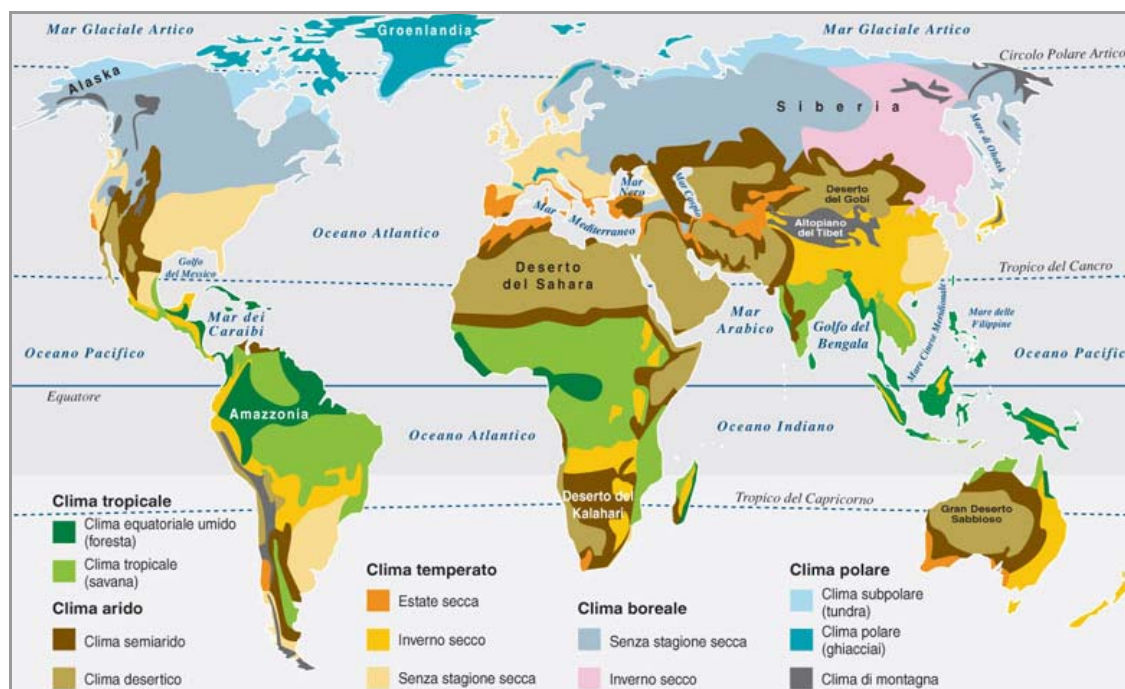 Mar Glaciale Artico
Groenlandia
Mar Glaciale Artico
Circolo Polare Artico
Alaska
Siberia
Mare di Ohotsk
Mar
Nero
Mar Caspio
Deserto
del Gobi
Altopiano
del Tibet
Oceano Atlantico
Mar Mediterraneo
Golfo
del Messico
Deserto
del Sahara
Tropico del Cancro
Mar dei
Caraibi
Mar
Arabico
Golfo del
Bengala
Mare Cinese Meridionale
Mare delle
Filippine
Oceano Pacifico
Oceano Pacific
Equatore
Amazzonia
Oceano Atlantico
Oceano Indiano
Deserto del
Kalahari
Tropico del Capricorno
Gran Deserto
Sabbioso
Clima tropicale
Clima equatoriale umido
(foresta)
Clima tropicale
(savana)
Clima arido
Clima semiarido
Clima desertico
Clima temperato
Estate secca
Inverno secco
Senza stagione secca
Clima boreale
Senza stagione secca
Inverno secco
Clima polare
Clima subpolare
(tundra)
Clima polare
(ghiacciai)
Clima di montagna